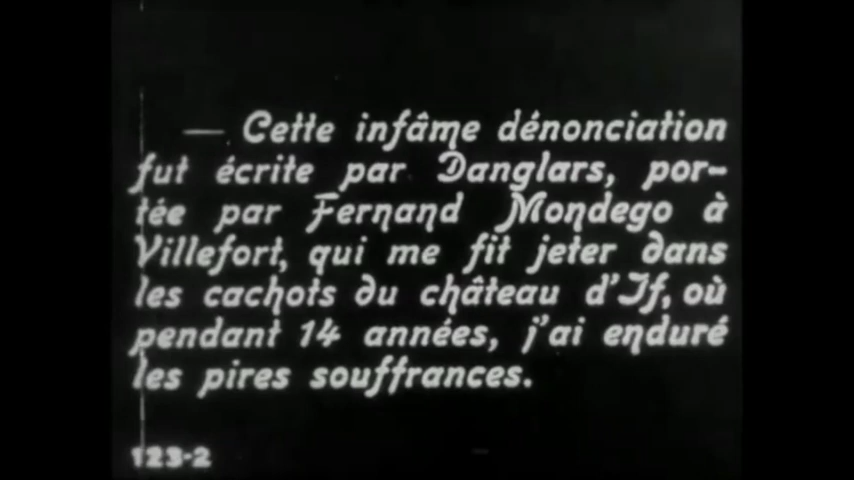 — Cette infâme dénonciation
fut écrite par Danglars, por-
tée par Fernand Mondego à
Villefort, qui me fit jeter dans
les cachots du château d'If, où
pendant 14 années, j'ai enduré
les pires souffrances.
123-2